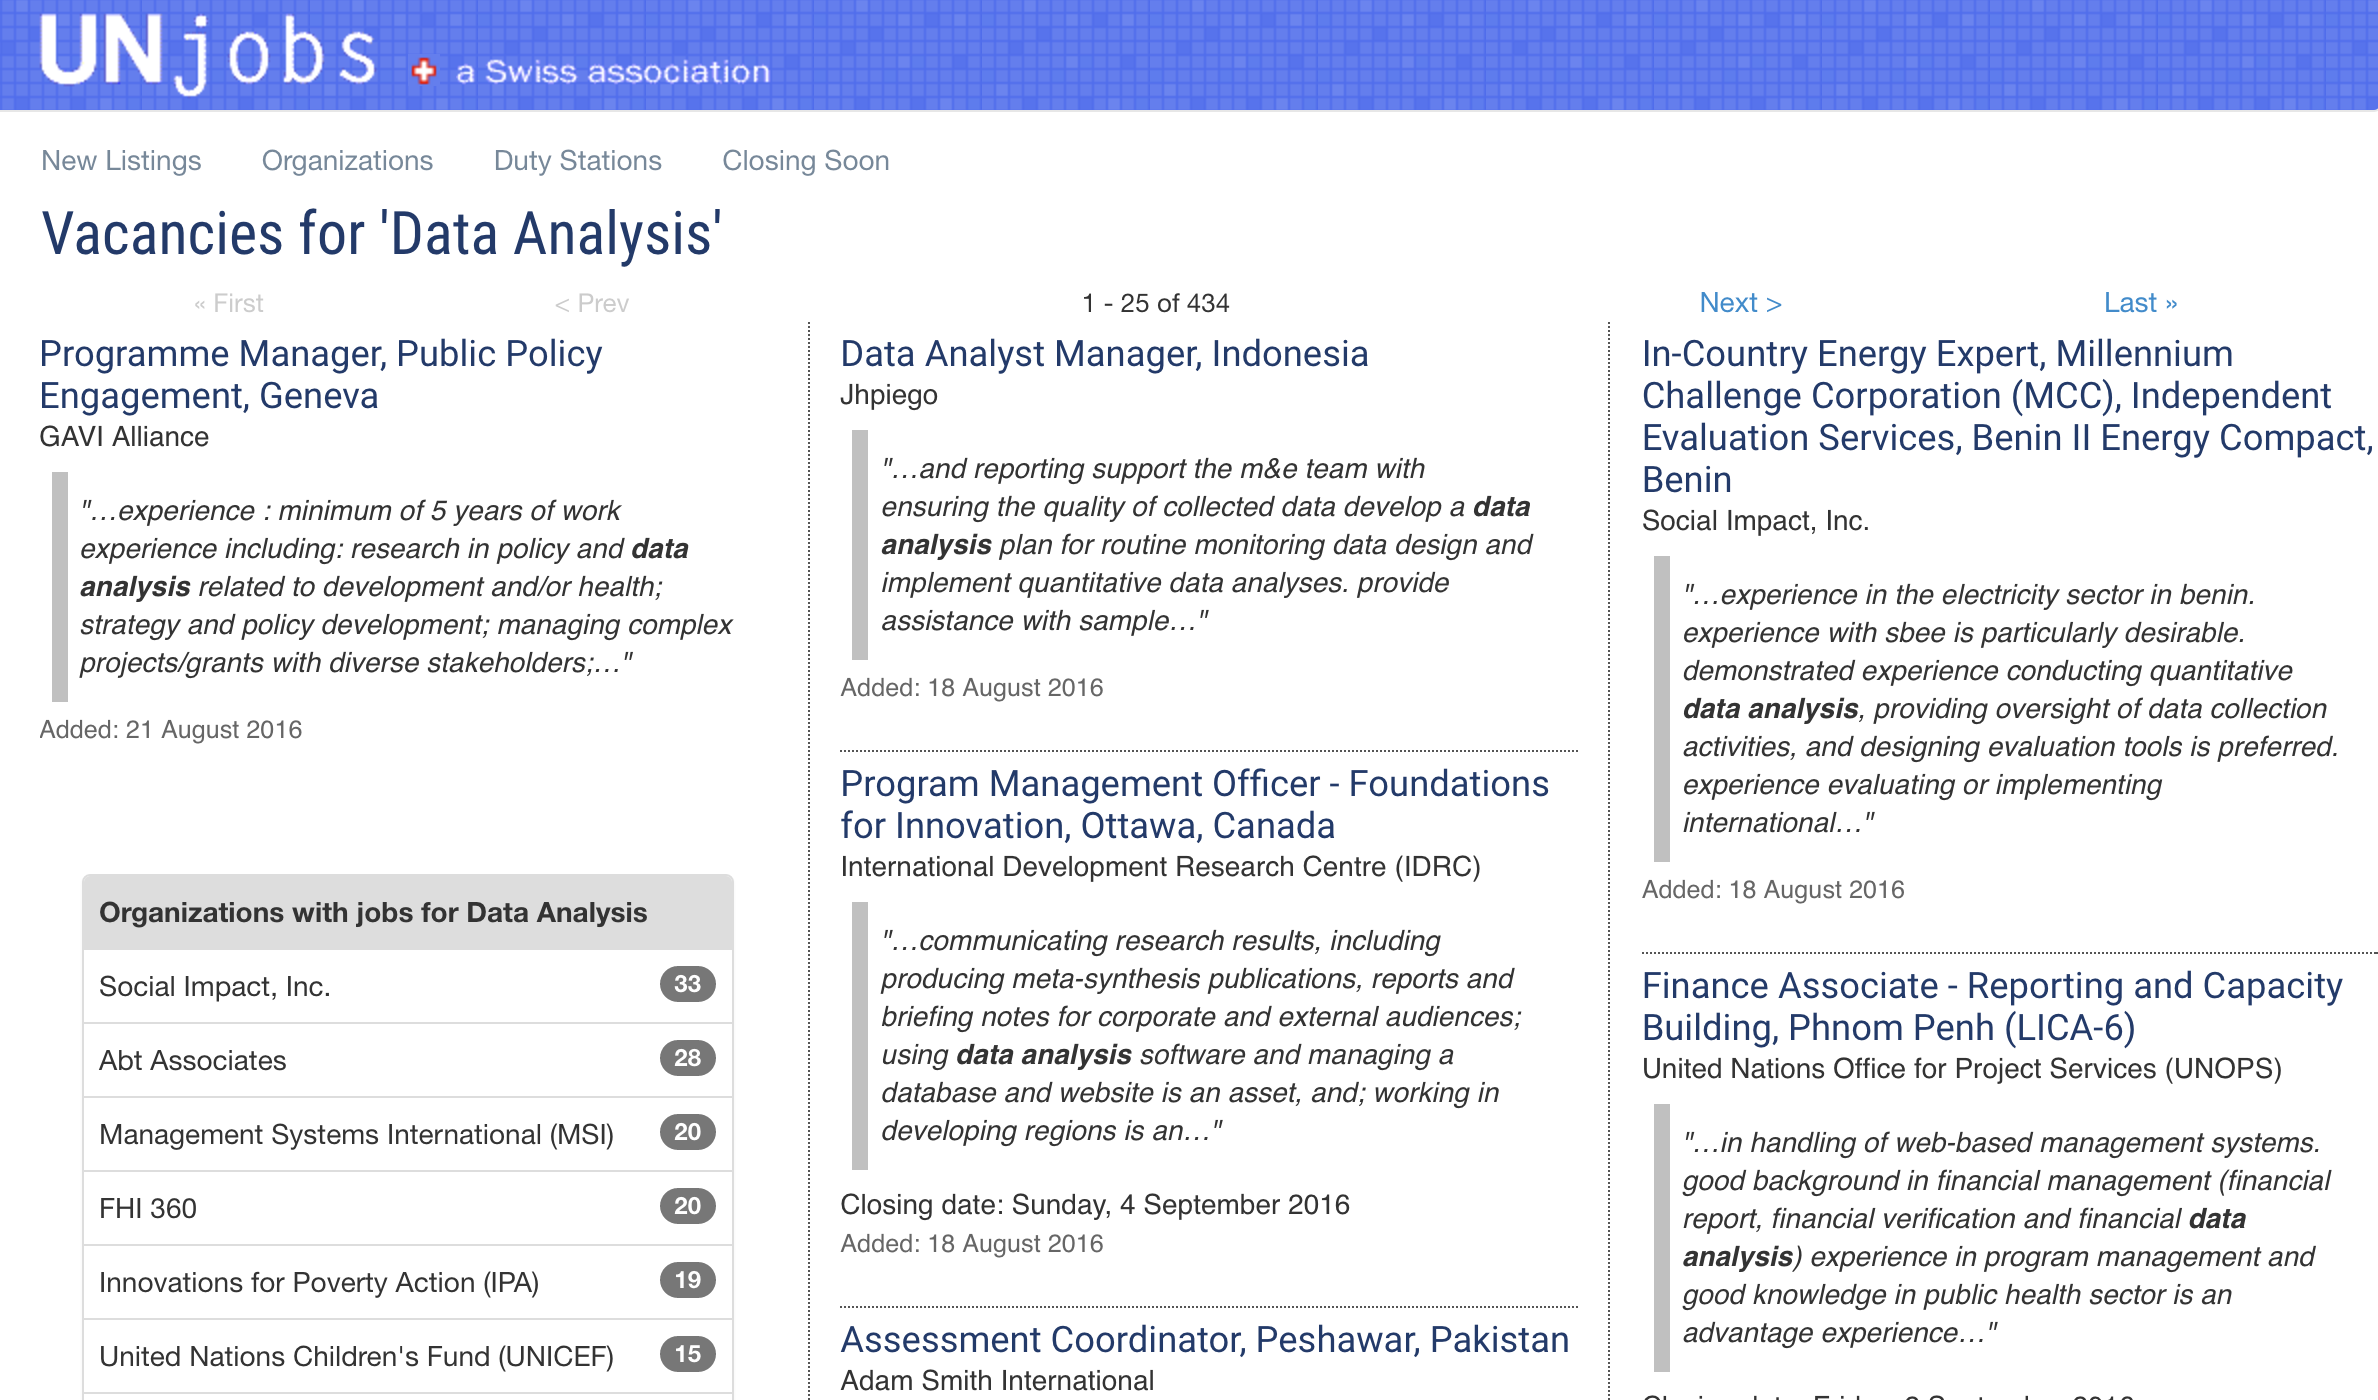 UNjobs
a Swiss association
New Listings Organizations Duty Stations Closing Soon
Vacancies for 'Data Analysis'
« First < Prev 1 - 25 of 434 Next > Last »
Programme Manager, Public Policy
Engagement, Geneva
GAVI Alliance
"…experience : minimum of 5 years of work
experience including: research in policy and data
analysis related to development and/or health;
strategy and policy development; managing complex
projects/grants with diverse stakeholders;…"
Added: 21 August 2016
Organizations with jobs for Data Analysis
Social Impact, Inc. 33
Abt Associates 28
Management Systems International (MSI) 20
FHI 360 20
Innovations for Poverty Action (IPA) 19
United Nations Children's Fund (UNICEF) 15
Data Analyst Manager, Indonesia
Jhpiego
"…and reporting support the m&e team with
ensuring the quality of collected data develop a data
analysis plan for routine monitoring data design and
implement quantitative data analyses. provide
assistance with sample…"
Added: 18 August 2016
Program Management Officer - Foundations
for Innovation, Ottawa, Canada
International Development Research Centre (IDRC)
"…communicating research results, including
producing meta-synthesis publications, reports and
briefing notes for corporate and external audiences;
using data analysis software and managing a
database and website is an asset, and; working in
developing regions is an…"
Closing date: Sunday, 4 September 2016
Added: 18 August 2016
Assessment Coordinator, Peshawar, Pakistan
Adam Smith International
In-Country Energy Expert, Millennium
Challenge Corporation (MCC), Independent
Evaluation Services, Benin II Energy Compact,
Benin
Social Impact, Inc.
"…experience in the electricity sector in benin.
experience with sbee is particularly desirable.
demonstrated experience conducting quantitative
data analysis, providing oversight of data collection
activities, and designing evaluation tools is preferred.
experience evaluating or implementing
international…"
Added: 18 August 2016
Finance Associate - Reporting and Capacity
Building, Phnom Penh (LICA-6)
United Nations Office for Project Services (UNOPS)
"…in handling of web-based management systems.
good background in financial management (financial
report, financial verification and financial data
analysis) experience in program management and
good knowledge in public health sector is an
advantage experience…"